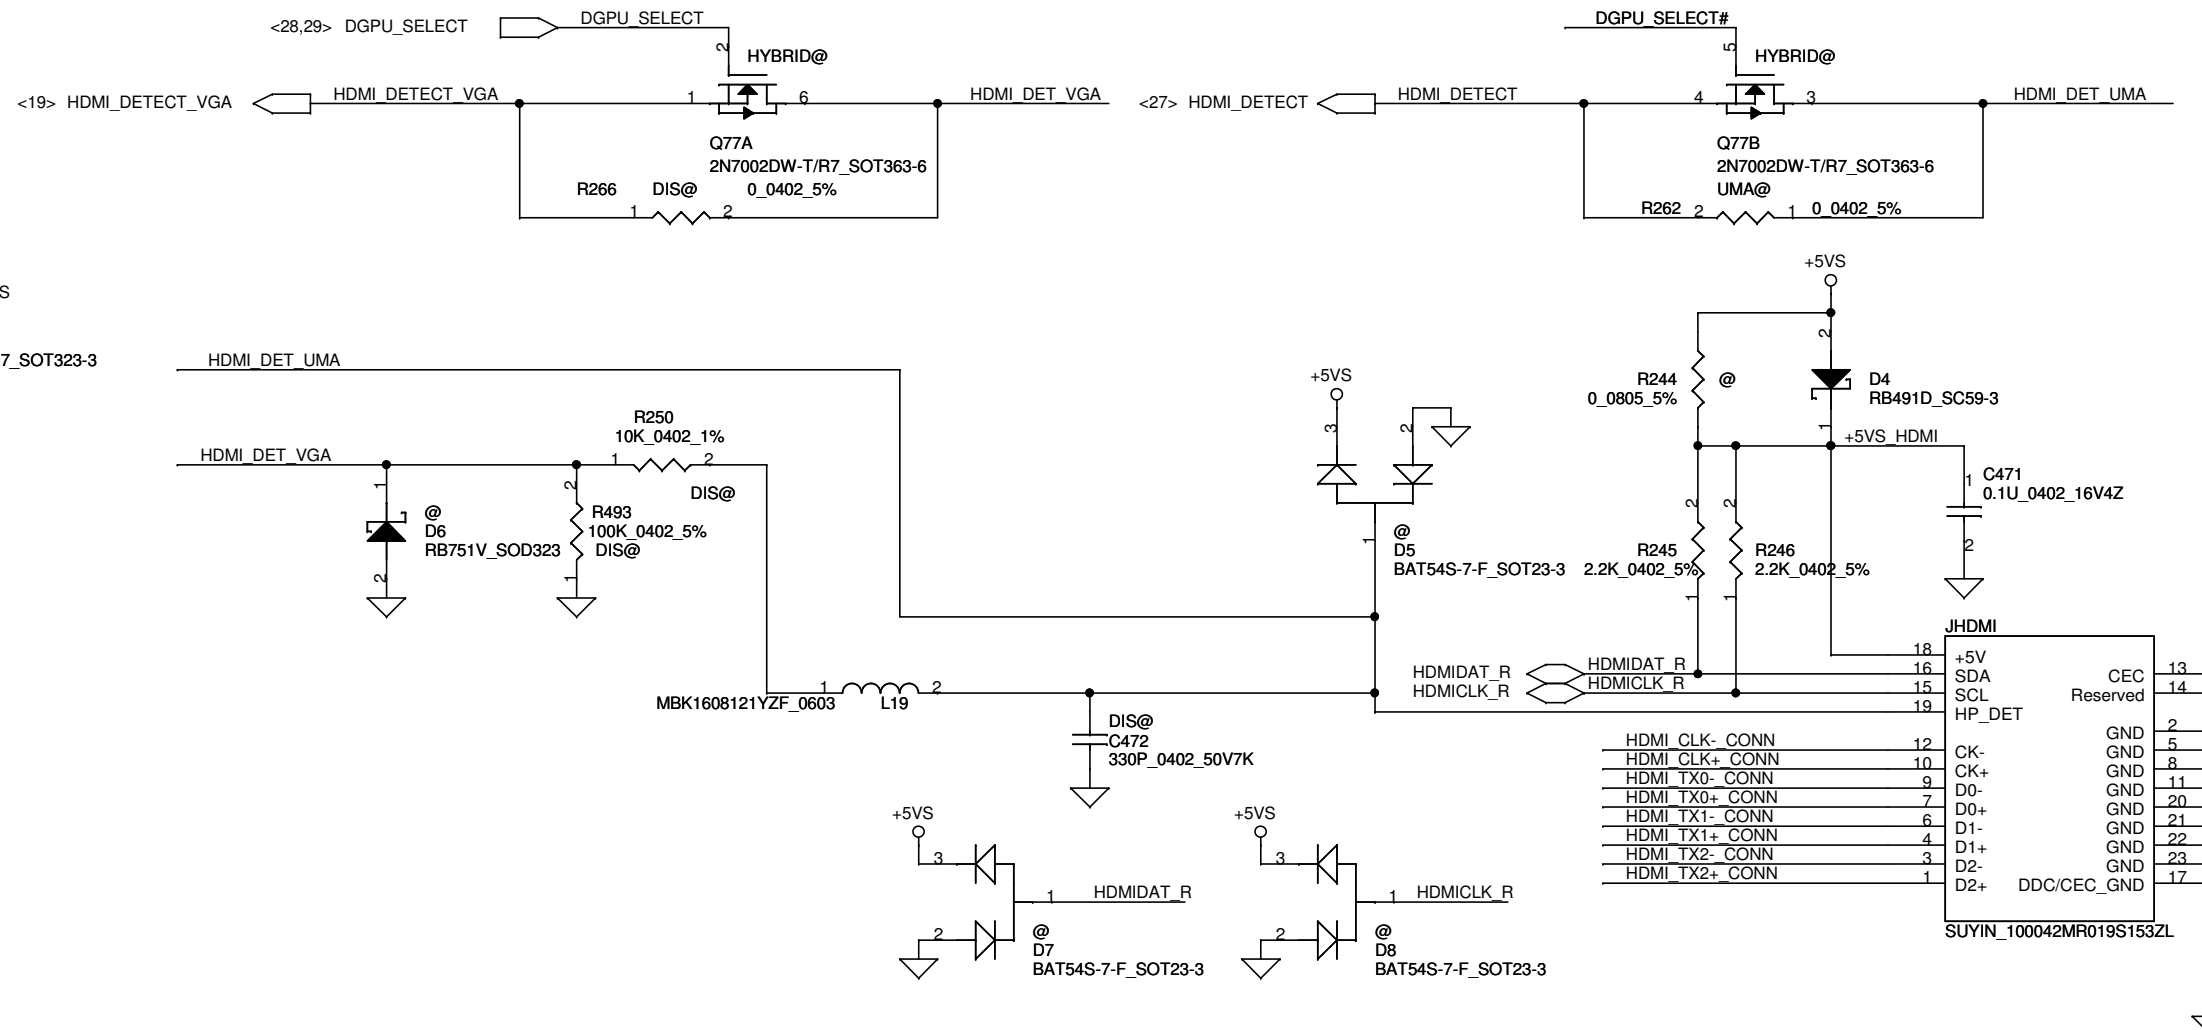 <28,29> DGPU_SELECT
DGPU_SELECT
2
HYBRID@
<19> HDMI_DETECT_VGA
HDMI_DETECT_VGA
1
6
HDMI_DET_VGA
Q77A
2N7002DW-T/R7_SOT363-6
R266
DIS@
0_0402_5%
1
2
DGPU_SELECT#
5
HYBRID@
<27> HDMI_DETECT
HDMI_DETECT
4
3
HDMI_DET_UMA
Q77B
2N7002DW-T/R7_SOT363-6
UMA@
R262
2
1
0_0402_5%
S
7_SOT323-3
HDMI_DET_UMA
R250
10K_0402_1%
HDMI_DET_VGA
1
2
DIS@
1
@
D6
RB751V_SOD323
2
2
R493
100K_0402_5%
DIS@
1
+5VS
3
2
@
D5
BAT54S-7-F_SOT23-3
1
+5VS
2
R244
0_0805_5%
@
D4
RB491D_SC59-3
1
+5VS_HDMI
C471
0.1U_0402_16V4Z
1
2
2
2
R245
2.2K_0402_5%
R246
2.2K_0402_5%
1
1
MBK1608121YZF_0603
1
2
L19
DIS@
C472
330P_0402_50V7K
HDMIDAT_R
HDMIDAT_R
HDMICLK_R
HDMICLK_R
JHDMI
18
+5V
16
SDA
15
SCL
19
HP_DET
HDMI_CLK-_CONN
12
CK-
HDMI_CLK+_CONN
10
CK+
HDMI_TX0-_CONN
9
D0-
HDMI_TX0+_CONN
7
D0+
HDMI_TX1-_CONN
6
D1-
HDMI_TX1+_CONN
4
D1+
HDMI_TX2-_CONN
3
D2-
HDMI_TX2+_CONN
1
D2+
CEC
13
Reserved
14
GND
2
GND
5
GND
8
GND
11
GND
20
GND
21
GND
22
GND
23
DDC/CEC_GND
17
SUYIN_100042MR019S153ZL
+5VS
3
1
HDMIDAT_R
2
@
D7
BAT54S-7-F_SOT23-3
+5VS
3
1
HDMICLK_R
2
@
D8
BAT54S-7-F_SOT23-3